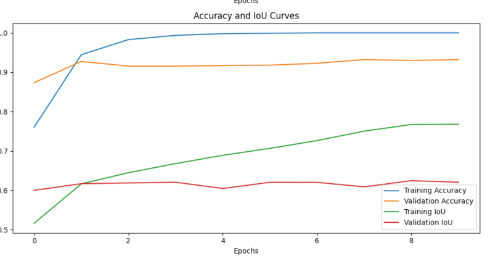 Epochs
Accuracy and IoU Curves
1.0
0.9
0.8
0.7
0.6
0.5
0 2 4 6 8
Epochs
Training Accuracy
Validation Accuracy
Training IoU
Validation IoU